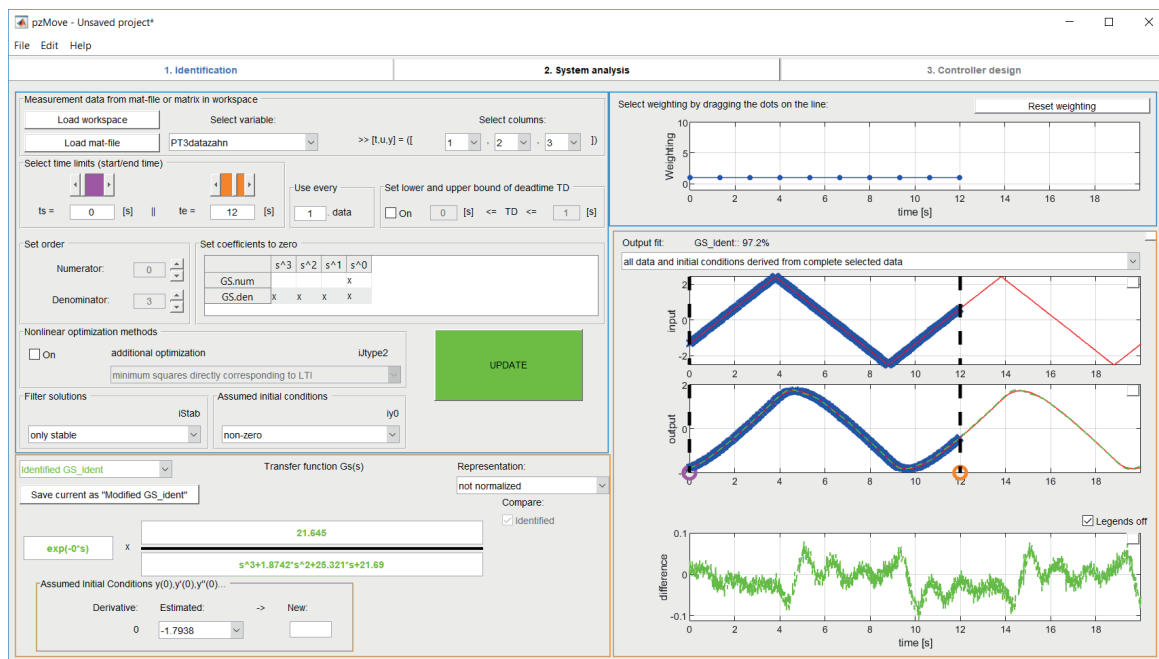 pzMove - Unsaved project*
File Edit Help
1. Identification
2. System analysis
3. Controller design
Measurement data from mat-file or matrix in workspace
Load workspace
Select variable:
Select columns:
Load mat-file
PT3datazahn
>> [t,u,y] = ([ 1 , 2 , 3 ])
Select time limits (start/end time)
ts = 0 [s] || te = 12 [s]
Use every
1 . data
Set lower and upper bound of deadtime TD
On 0 [s] <= TD <= 1 [s]
Set order
Numerator: 0
Denominator: 3
Set coefficients to zero
s^3 s^2 s^1 s^0
GS.num x
GS.den x x x x
Nonlinear optimization methods
On additional optimization iJtype2
minimum squares directly corresponding to LTI
UPDATE
Filter solutions
iStab
only stable
Assumed initial conditions
iy0
non-zero
Identified GS_Ident
Transfer function Gs(s)
Representation:
not normalized
Save current as "Modified GS_ident"
Compare:
Identified
exp(-0*s) x
21.645
s^3+1.8742*s^2+25.321*s+21.69
Assumed Initial Conditions y(0),y'(0),y''(0)...
Derivative: Estimated: -> New:
0 -1.7938
Select weighting by dragging the dots on the line:
Reset weighting
Weighting
10
5
0
0 2 4 6 8 10 12 14 16 18
time [s]
Output fit: GS_Ident:: 97.2%
all data and initial conditions derived from complete selected data
input
2
0
-2
0 2 4 6 8 10 12 14 16 18
output
2
0
0 2 4 6 8 10 12 14 16 18
Legends off
difference
0.1
0
-0.1
0 2 4 6 8 10 12 14 16 18
time [s]